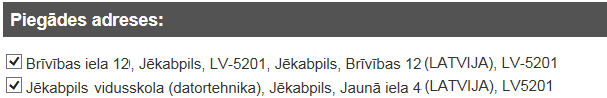 Piegādes adreses:
Brīvības iela 120, Jēkabpils, LV-5201, Jēkabpils, Brīvības 12 (LATVIJA), LV-5201
Jēkabpils vidusskola (datortehnika), Jēkabpils, Jaunā iela 4 (LATVIJA), LV5201